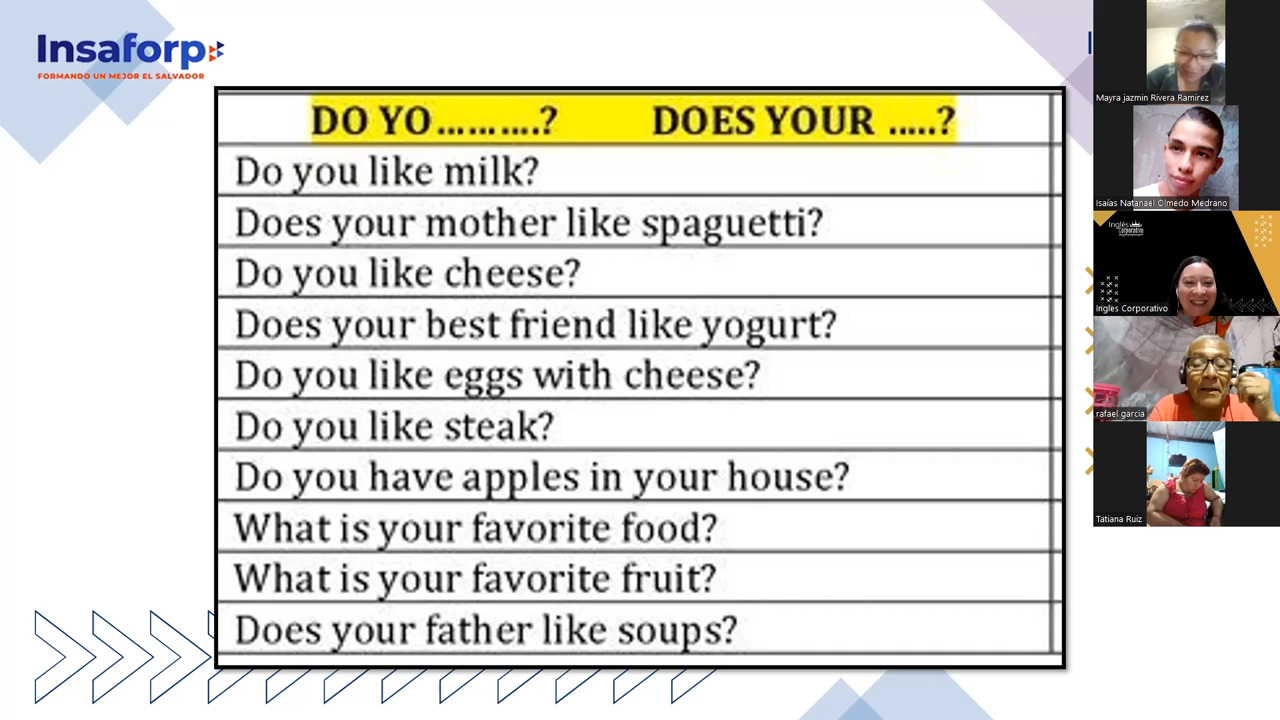 Insaforp
FORMANDO UN MEJOR EL SALVADOR
DO YO..........? DOES YOUR .....?
Do you like milk?
Does your mother like spaguetti?
Do you like cheese?
Does your best friend like yogurt?
Do you like eggs with cheese?
Do you like steak?
Do you have apples in your house?
What is your favorite food?
What is your favorite fruit?
Does your father like soups?
Mayra jazmin Rivera Ramirez
Isaías Natanael Olmedo Medrano
Inglés
Corporativo
Ingles Corporativo
rafael garcia
Tatiana Ruiz